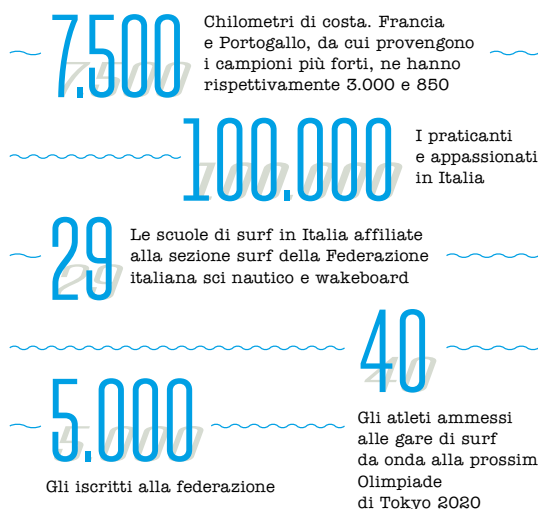 7.500
Chilometri di costa. Francia
e Portogallo, da cui provengono
i campioni più forti, ne hanno
rispettivamente 3.000 e 850
100.000
I praticanti
e appassionati
in Italia
29
Le scuole di surf in Italia affiliate
alla sezione surf della Federazione
italiana sci nautico e wakeboard
40
Gli atleti ammessi
alle gare di surf
da onda alla prossim
Olimpiade
di Tokyo 2020
5.000
Gli iscritti alla federazione